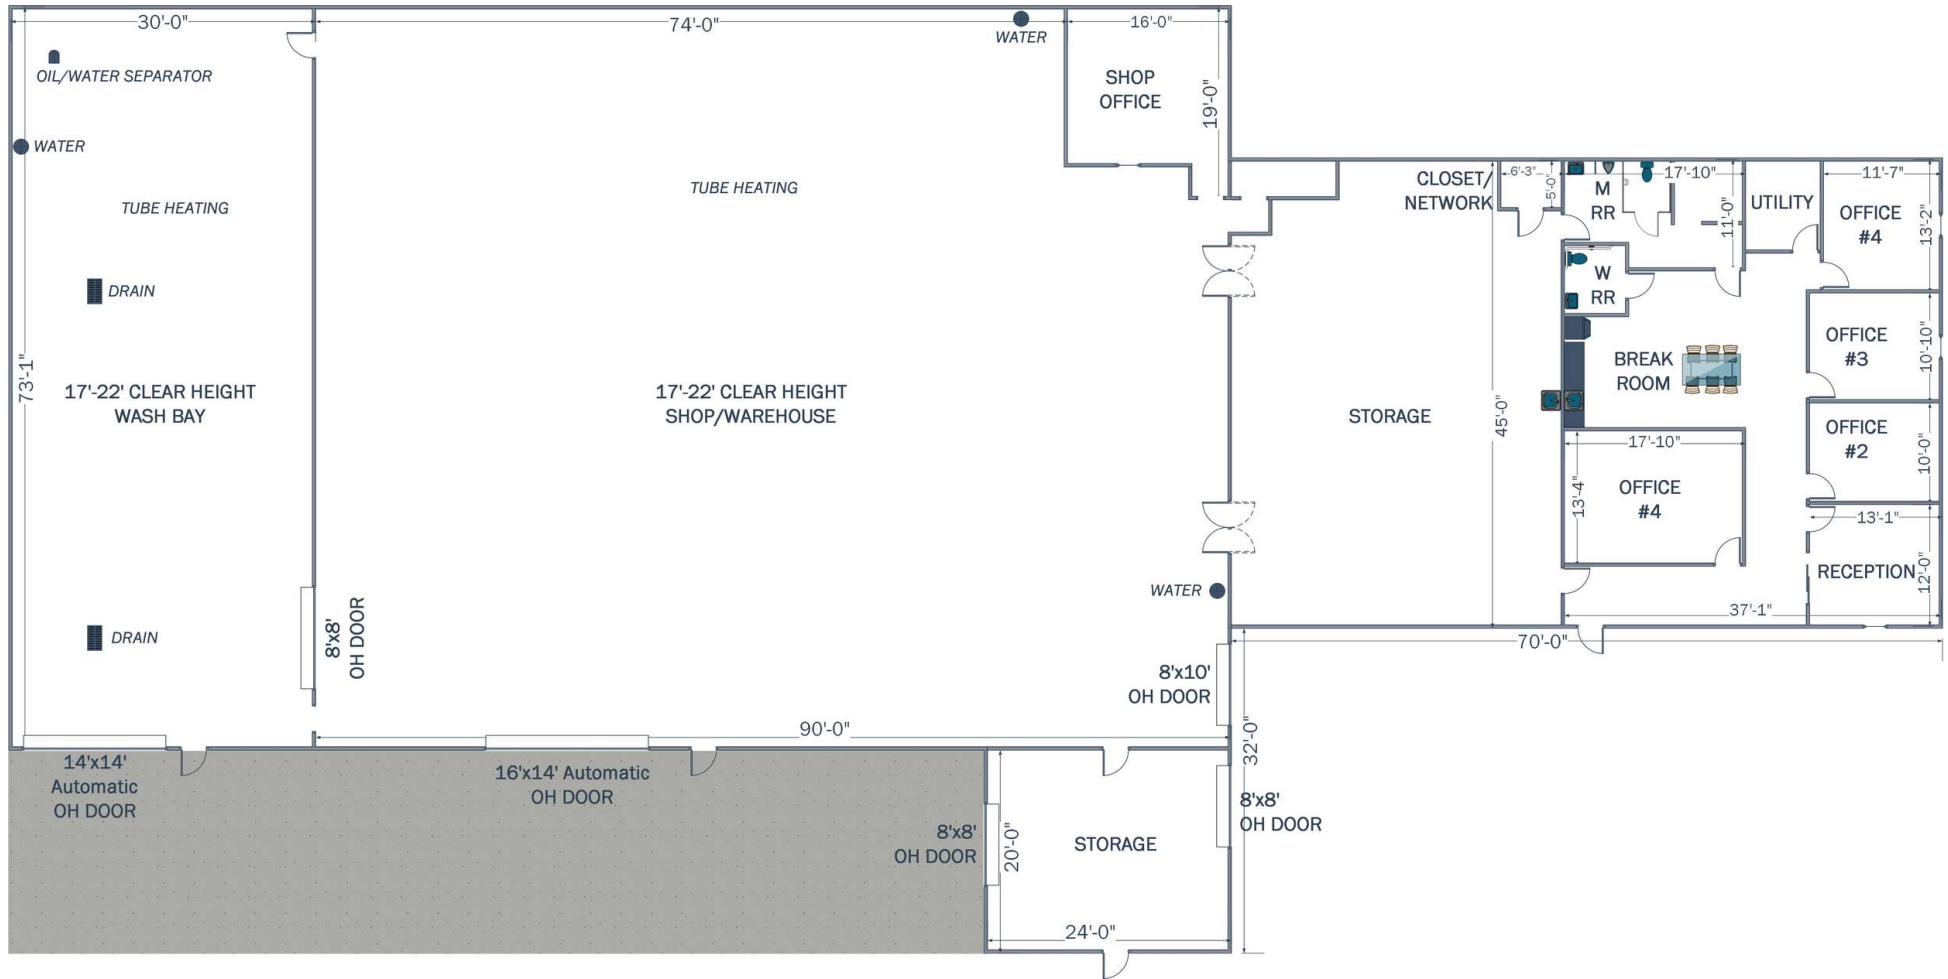 30'-0"
74'-0"
16'-0"
WATER
OIL/WATER SEPARATOR
SHOP
OFFICE
19'-0"
WATER
TUBE HEATING
TUBE HEATING
CLOSET/
NETWORK
6'-3"
5'-0"
M
RR
17'-10"
11'-0"
UTILITY
11'-7"
OFFICE
#4
13'-2"
DRAIN
W
RR
73'-1"
17'-22' CLEAR HEIGHT
WASH BAY
17'-22' CLEAR HEIGHT
SHOP/WAREHOUSE
STORAGE
45'-0"
BREAK
ROOM
OFFICE
#3
10'-10"
OFFICE
#2
10'-0"
17'-10"
13'-4"
OFFICE
#4
13'-1"
RECEPTION
12'-0"
37'-1"
WATER
DRAIN
8'x8'
OH DOOR
70'-0"
8'x10'
OH DOOR
90'-0"
32'-0"
14'x14'
Automatic
OH DOOR
16'x14' Automatic
OH DOOR
8'x8'
OH DOOR
20'-0"
STORAGE
8'x8'
OH DOOR
24'-0"